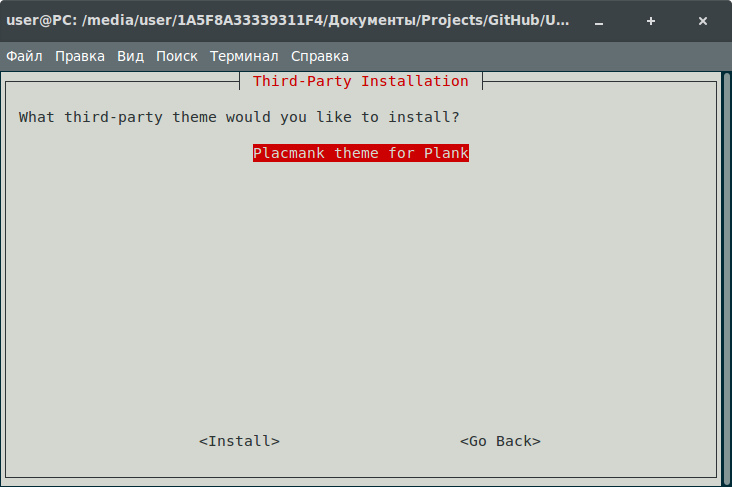 user@PC: /media/user/1A5F8A33339311F4/Документы/Projects/GitHub/U...
Файл Правка Вид Поиск Терминал Справка
Third-Party Installation
What third-party theme would you like to install?
Placmank theme for Plank
<Install> <Go Back>